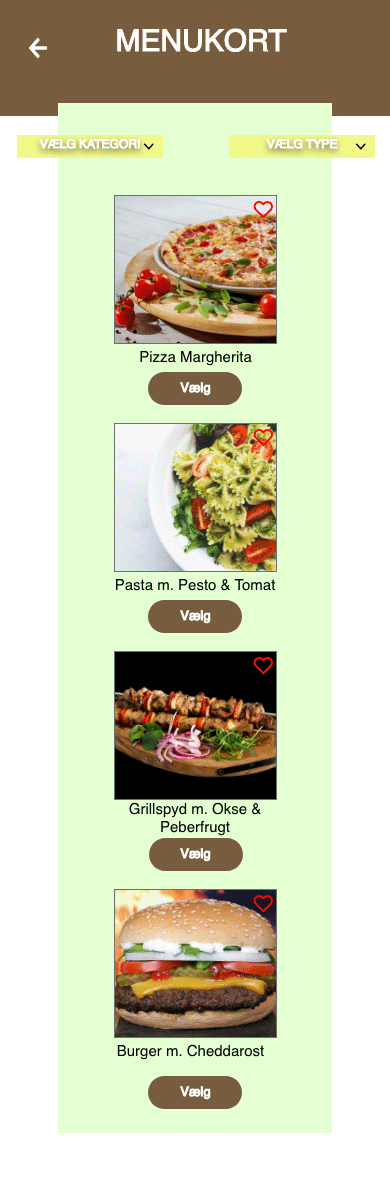 MENUKORT
VÆLG KATEGORI
VÆLG TYPE
Pizza Margherita
Vælg
Pasta m. Pesto & Tomat
Vælg
Grillspyd m. Okse &
Peberfrugt
Vælg
Burger m. Cheddarost
Vælg